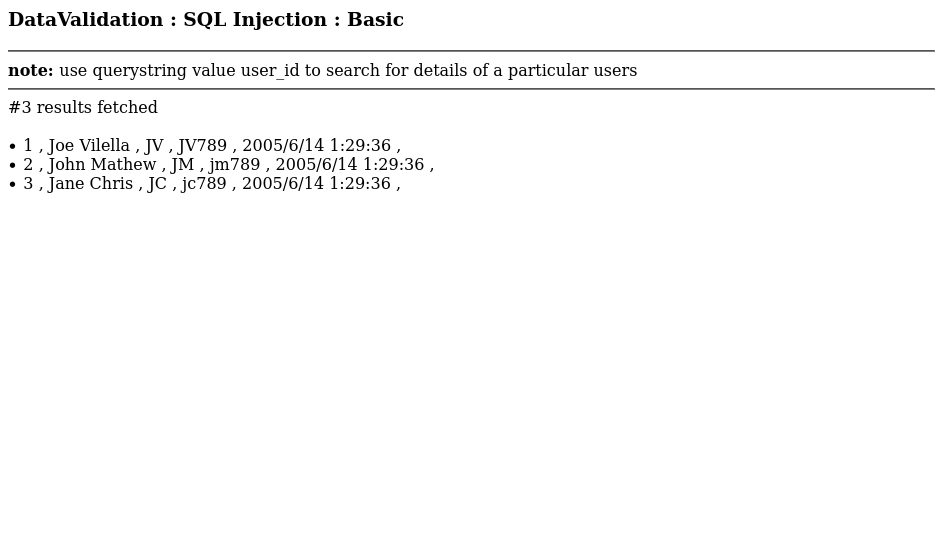 DataValidation : SQL Injection : Basic
note: use querystring value user_id to search for details of a particular users
#3 results fetched
• 1 , Joe Vilella , JV , JV789 , 2005/6/14 1:29:36 ,
• 2 , John Mathew , JM , jm789 , 2005/6/14 1:29:36 ,
• 3 , Jane Chris , JC , jc789 , 2005/6/14 1:29:36 ,